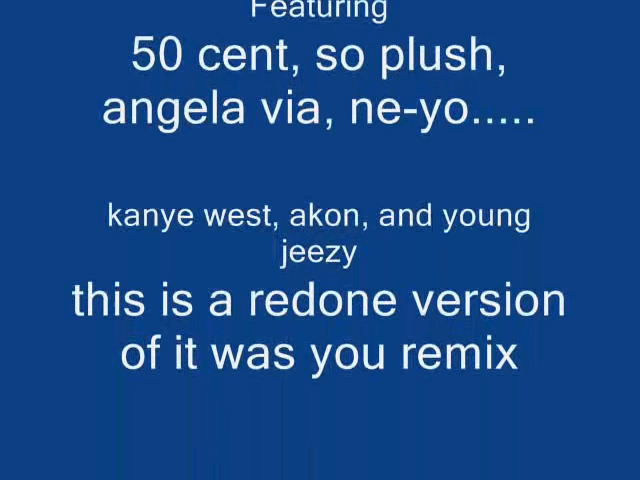 Featuring
50 cent, so plush,
angela via, ne-yo.....
kanye west, akon, and young
jeezy
this is a redone version
of it was you remix